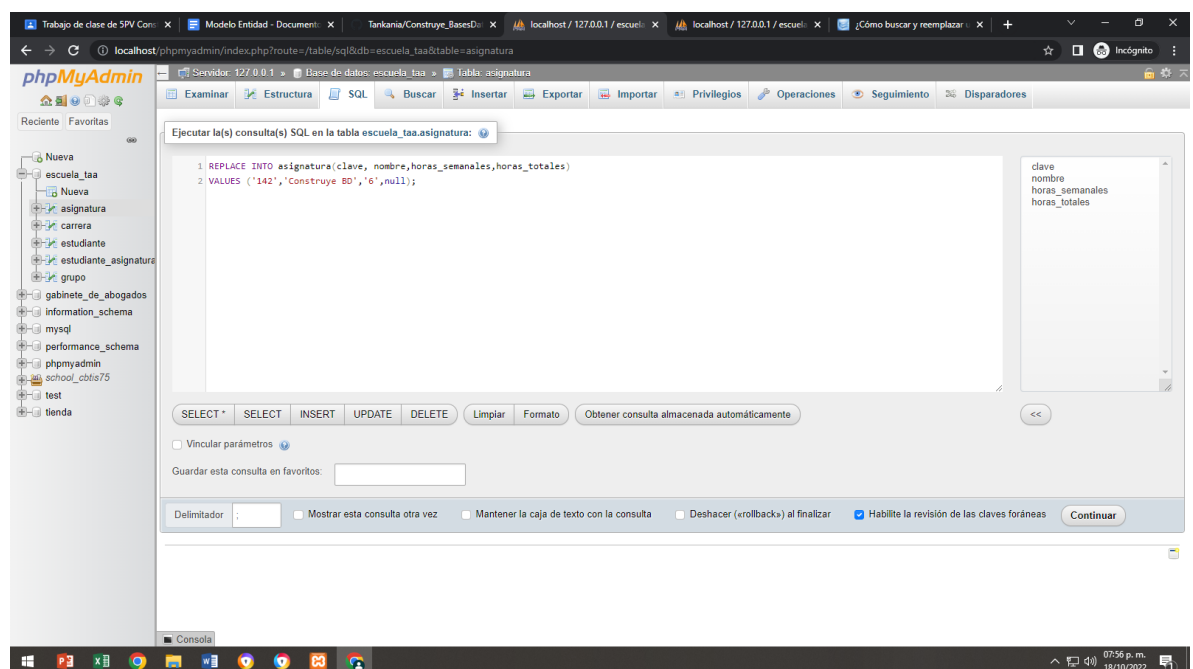 Trabajo de clase de 5PV Cons
Modelo Entidad - Documento
Tankania/Construye_BasesDa
localhost / 127.0.0.1 / escuela
localhost / 127.0.0.1 / escuela
¿Cómo buscar y reemplazar u
localhost/phpmyadmin/index.php?route=/table/sql&db=escuela_taa&table=asignatura
Incógnito
phpMyAdmin
Reciente Favoritas
Nueva
escuela_taa
Nueva
asignatura
carrera
estudiante
estudiante_asignatura
grupo
gabinete_de_abogados
information_schema
mysql
performance_schema
phpmyadmin
school_cbtis75
test
tienda
Servidor: 127.0.0.1 » Base de datos: escuela_taa » Tabla: asignatura
Examinar Estructura SQL Buscar Insertar Exportar Importar Privilegios Operaciones Seguimiento Disparadores
Ejecutar la(s) consulta(s) SQL en la tabla escuela_taa.asignatura:
1 REPLACE INTO asignatura(clave, nombre,horas_semanales,horas_totales)
2 VALUES ('142','Construye BD','6',null);
clave
nombre
horas_semanales
horas_totales
SELECT * SELECT INSERT UPDATE DELETE Limpiar Formato Obtener consulta almacenada automáticamente <<
Vincular parámetros
Guardar esta consulta en favoritos:
Delimitador ; Mostrar esta consulta otra vez Mantener la caja de texto con la consulta Deshacer («rollback») al finalizar Habilite la revisión de las claves foráneas Continuar
Consola
07:56 p. m.
18/10/2022